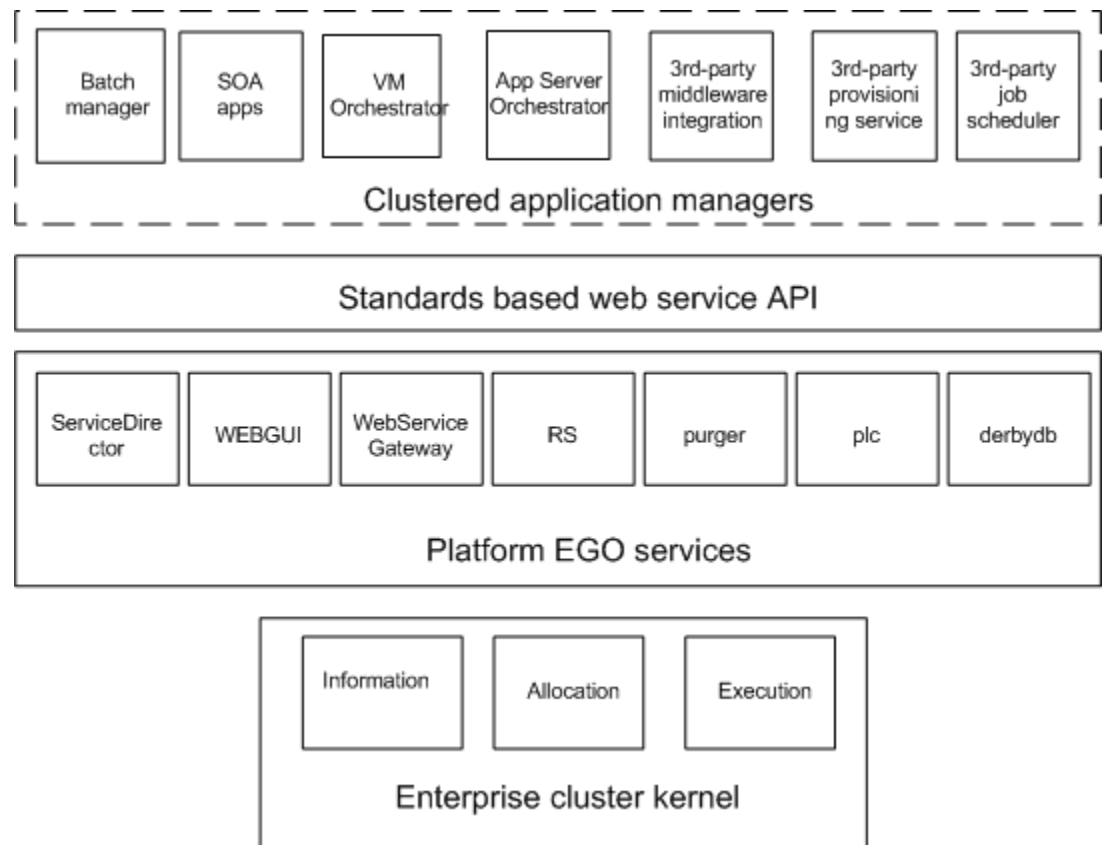 Batch
manager
SOA
apps
VM
Orchestrator
App Server
Orchestrator
3rd-party
middleware
integration
3rd-party
provisioni
ng service
3rd-party
job
scheduler
Clustered application managers
Standards based web service API
ServiceDire
ctor
WEBGUI
WebService
Gateway
RS
purger
plc
derbydb
Platform EGO services
Information
Allocation
Execution
Enterprise cluster kernel